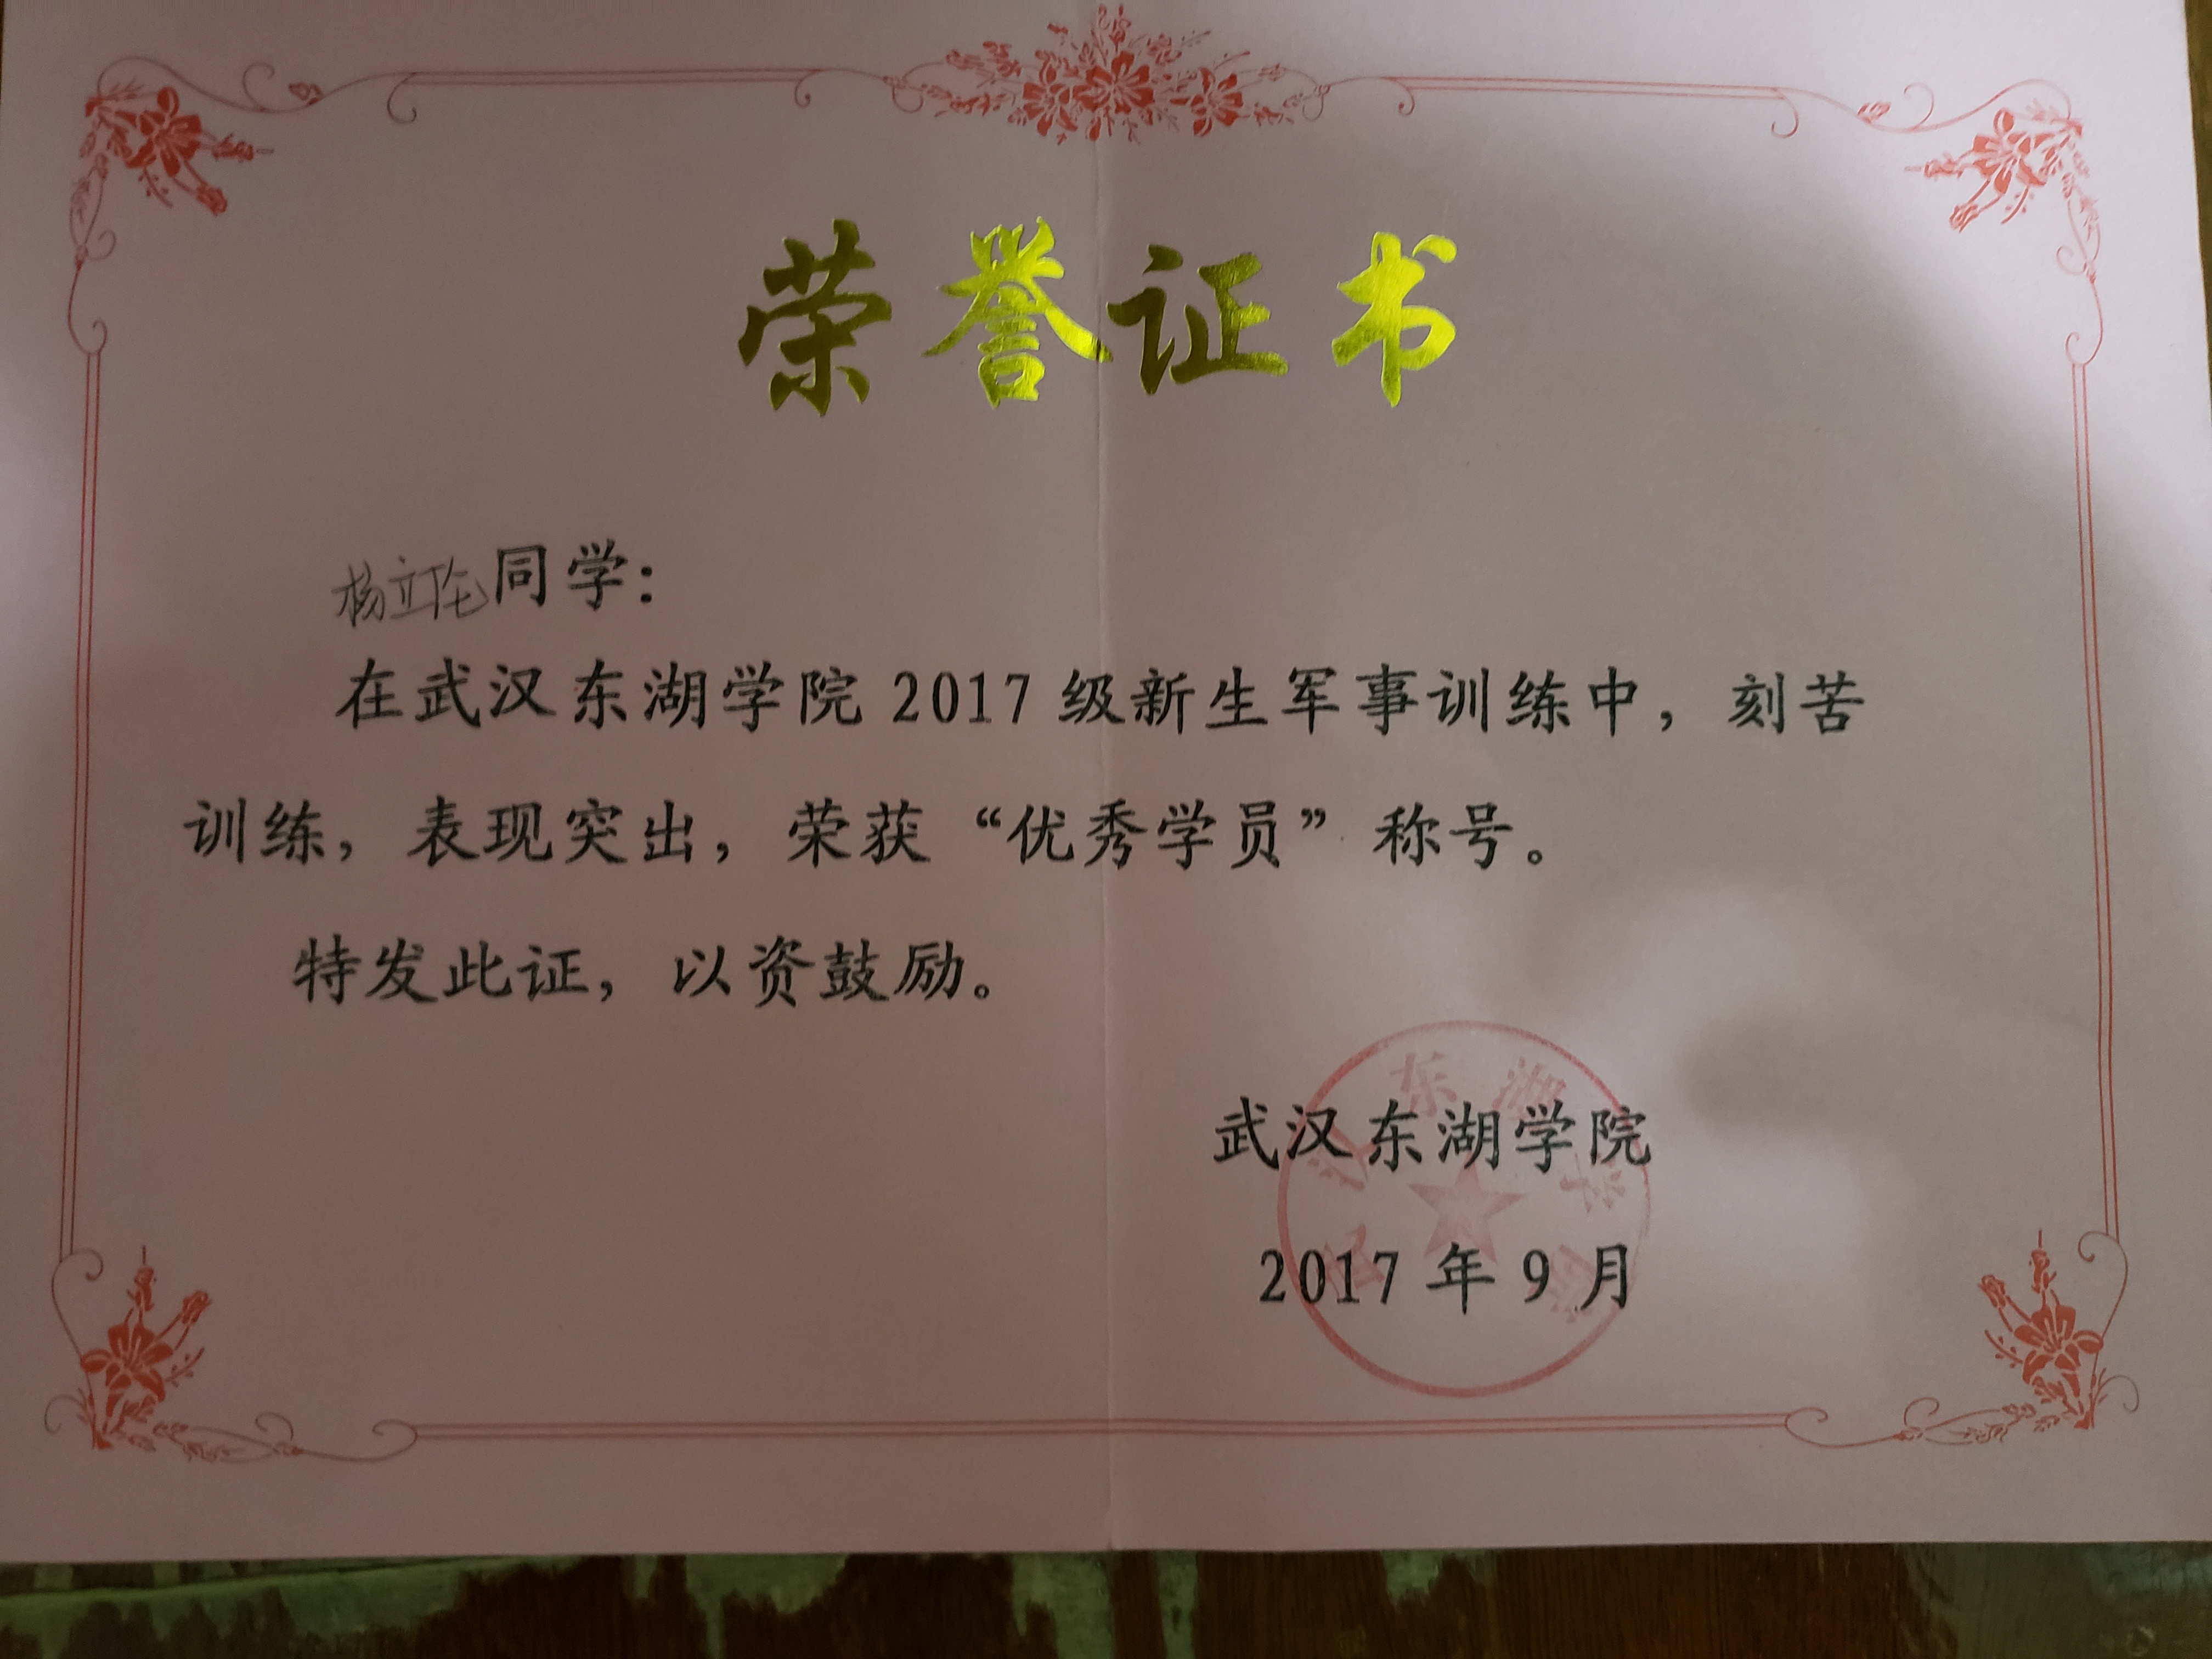 荣誉证书
杨立伦同学：
在武汉东湖学院 2017 级新生军事训练中，刻苦
训练，表现突出，荣获“优秀学员”称号。
特发此证，以资鼓励。
东湖
武汉东湖学院
2017 年 9 月